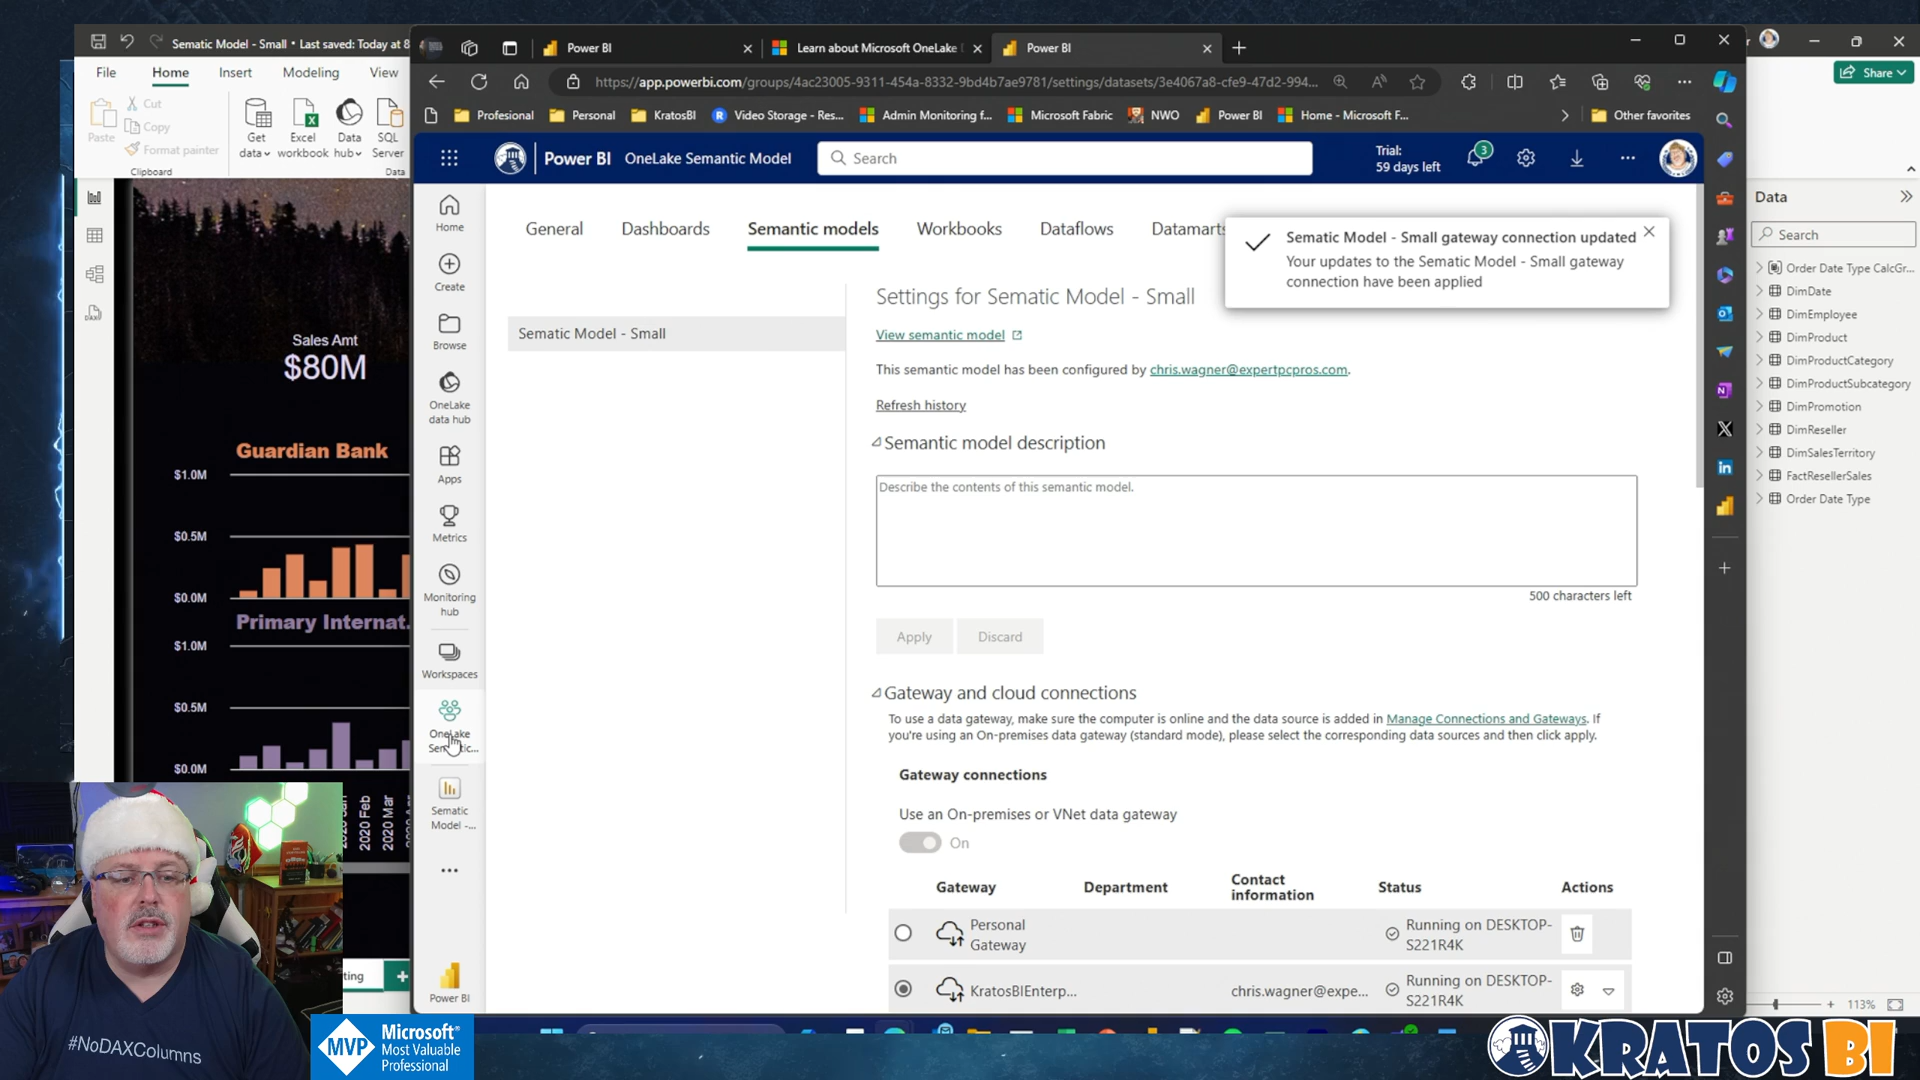 Sematic Model - Small • Last saved: Today at 8
File
Home
Insert
Modeling
View
Share
Paste
Cut
Copy
Format painter
Clipboard
Get
data
Excel
workbook
Data
hub
SQL
Server
Data
Power BI
Learn about Microsoft OneLake
Power BI
https://app.powerbi.com/groups/4ac23005-9311-454a-8332-9bd4b7ae9781/settings/datasets/3e4067a8-cfe9-47d2-994...
Profesional
Personal
KratosBI
Video Storage - Res...
Admin Monitoring f...
Microsoft Fabric
NWO
Power BI
Home - Microsoft F...
Other favorites
Power BI
OneLake Semantic Model
Search
Trial:
59 days left
3
Home
Create
Browse
OneLake
data hub
Apps
Metrics
Monitoring
hub
Workspaces
OneLake
Sematic
Model -...
Power BI
General
Dashboards
Semantic models
Workbooks
Dataflows
Datamarts
Sematic Model - Small gateway connection updated
Your updates to the Sematic Model - Small gateway
connection have been applied
Sematic Model - Small
Settings for Sematic Model - Small
View semantic model
This semantic model has been configured by chris.wagner@expertpcpros.com.
Refresh history
Semantic model description
Describe the contents of this semantic model.
500 characters left
Apply
Discard
Gateway and cloud connections
To use a data gateway, make sure the computer is online and the data source is added in Manage Connections and Gateways. If
you're using an On-premises data gateway (standard mode), please select the corresponding data sources and then click apply.
Gateway connections
Use an On-premises or VNet data gateway
On
Gateway
Department
Contact
information
Status
Actions
Personal
Gateway
Running on DESKTOP-
S221R4K
KratosBIEnterp...
chris.wagner@expe...
Running on DESKTOP-
S221R4K
Data
Search
Order Date Type CalcGr...
DimDate
DimEmployee
DimProduct
DimProductCategory
DimProductSubcategory
DimPromotion
DimReseller
DimSalesTerritory
FactResellerSales
Order Date Type
113%
Sales Amt
$80M
Guardian Bank
$1.0M
$0.5M
$0.0M
Primary Internat.
$1.0M
$0.5M
$0.0M
2020 Feb
2020 Mar
ting
#NoDAXColumns
MVP
Microsoft®
Most Valuable
Professional
KRATOS BI